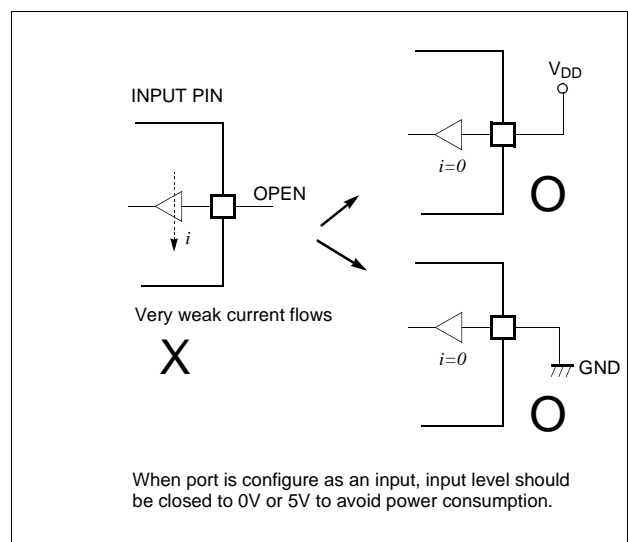 INPUT PIN
OPEN
i
Very weak current flows
X
VDD
i=0
O
i=0
GND
O
When port is configure as an input, input level should
be closed to 0V or 5V to avoid power consumption.